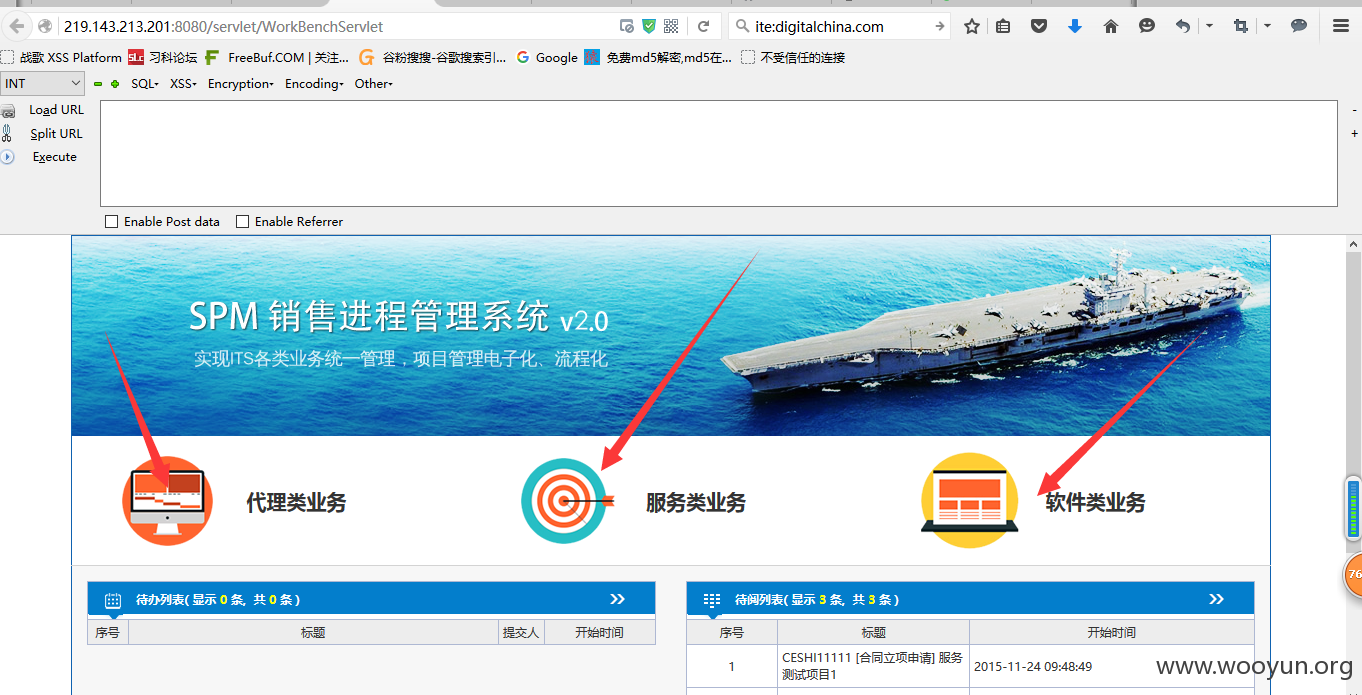 219.143.213.201:8080/servlet/WorkBenchServlet
ite:digitalchina.com
战歌 XSS Platform 习科论坛 FreeBuf.COM | 关注... 谷粉搜搜-谷歌搜索引... Google 免费md5解密,md5在... 不受信任的连接
INT SQL XSS Encryption Encoding Other
Load URL
Split URL
Execute
Enable Post data Enable Referrer
SPM 销售进程管理系统 v2.0
实现ITS各类业务统一管理，项目管理电子化、流程化
代理类业务 服务类业务 软件类业务
待办列表( 显示 0 条, 共 0 条 )
序号 标题 提交人 开始时间
待阅列表( 显示 3 条, 共 3 条 )
序号 标题 开始时间
1 CESHI11111 [合同立项申请] 服务测试项目1 2015-11-24 09:48:49
76
www.wooyun.org